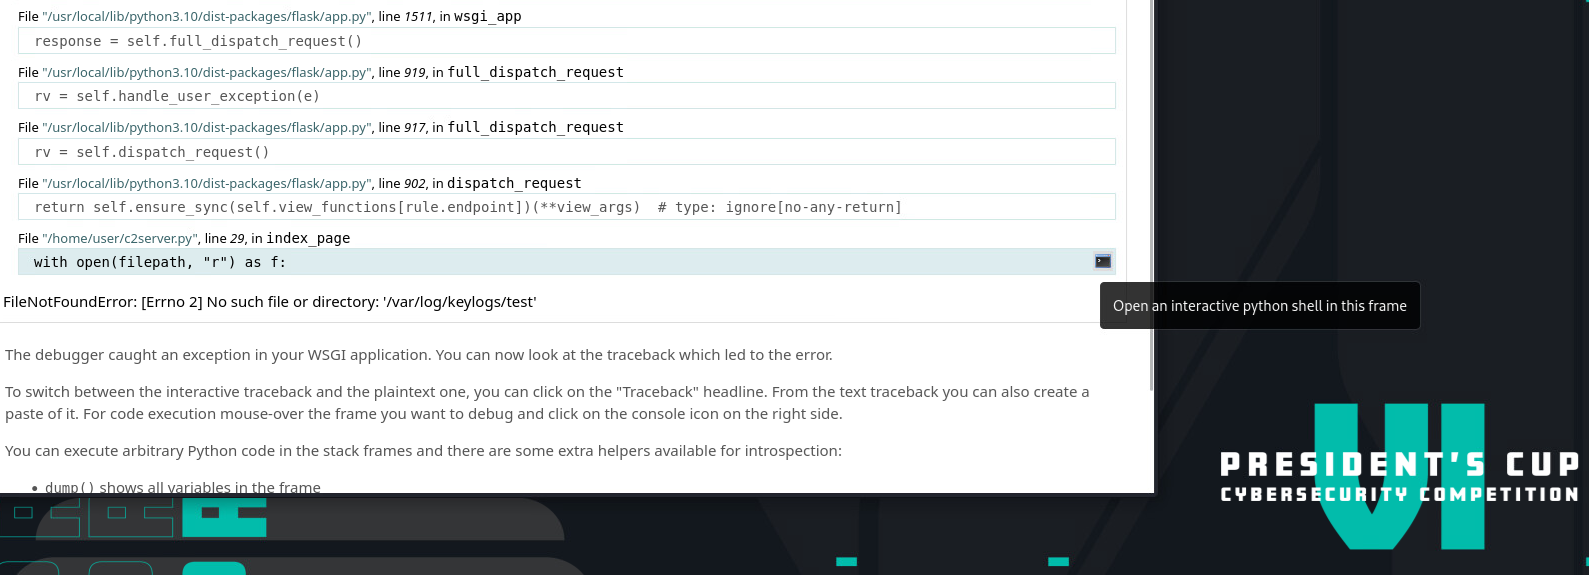 File "/usr/local/lib/python3.10/dist-packages/flask/app.py", line 1511, in wsgi_app
response = self.full_dispatch_request()
File "/usr/local/lib/python3.10/dist-packages/flask/app.py", line 919, in full_dispatch_request
rv = self.handle_user_exception(e)
File "/usr/local/lib/python3.10/dist-packages/flask/app.py", line 917, in full_dispatch_request
rv = self.dispatch_request()
File "/usr/local/lib/python3.10/dist-packages/flask/app.py", line 902, in dispatch_request
return self.ensure_sync(self.view_functions[rule.endpoint])(**view_args)  # type: ignore[no-any-return]
File "/home/user/c2server.py", line 29, in index_page
with open(filepath, "r") as f:
FileNotFoundError: [Errno 2] No such file or directory: '/var/log/keylogs/test'
Open an interactive python shell in this frame
The debugger caught an exception in your WSGI application. You can now look at the traceback which led to the error.
To switch between the interactive traceback and the plaintext one, you can click on the "Traceback" headline. From the text traceback you can also create a
paste of it. For code execution mouse-over the frame you want to debug and click on the console icon on the right side.
You can execute arbitrary Python code in the stack frames and there are some extra helpers available for introspection:
• dump() shows all variables in the frame
VI
PRESIDENT'S CUP
CYBERSECURITY COMPETITION